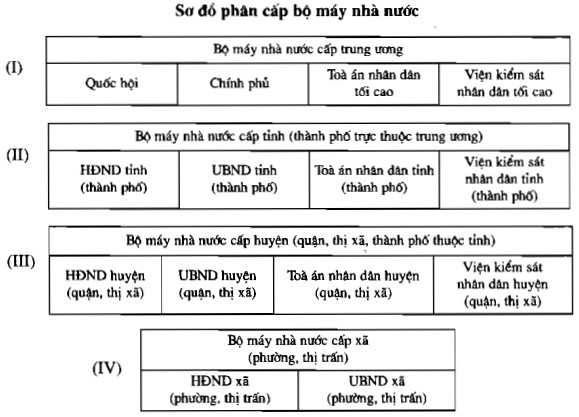 Sơ đồ phân cấp bộ máy nhà nước
(I)
Bộ máy nhà nước cấp trung ương
Quốc hội
Chính phủ
Toà án nhân dân
tối cao
Viện kiểm sát
nhân dân tối cao
(II)
Bộ máy nhà nước cấp tỉnh (thành phố trực thuộc trung ương)
HĐND tỉnh
(thành phố)
UBND tỉnh
(thành phố)
Toà án nhân dân tỉnh
(thành phố)
Viện kiểm sát
nhân dân tỉnh
(thành phố)
(III)
Bộ máy nhà nước cấp huyện (quận, thị xã, thành phố thuộc tỉnh)
HĐND huyện
(quận, thị xã)
UBND huyện
(quận, thị xã)
Toà án nhân dân huyện
(quận, thị xã)
Viện kiểm sát
nhân dân huyện
(quận, thị xã)
(IV)
Bộ máy nhà nước cấp xã
(phường, thị trấn)
HĐND xã
(phường, thị trấn)
UBND xã
(phường, thị trấn)